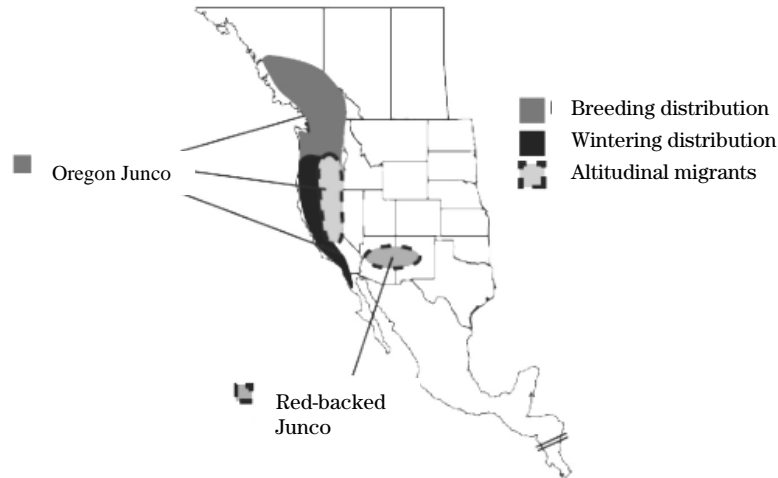 Breeding distribution
Wintering distribution
Altitudinal migrants
Oregon Junco
Red-backed
Junco